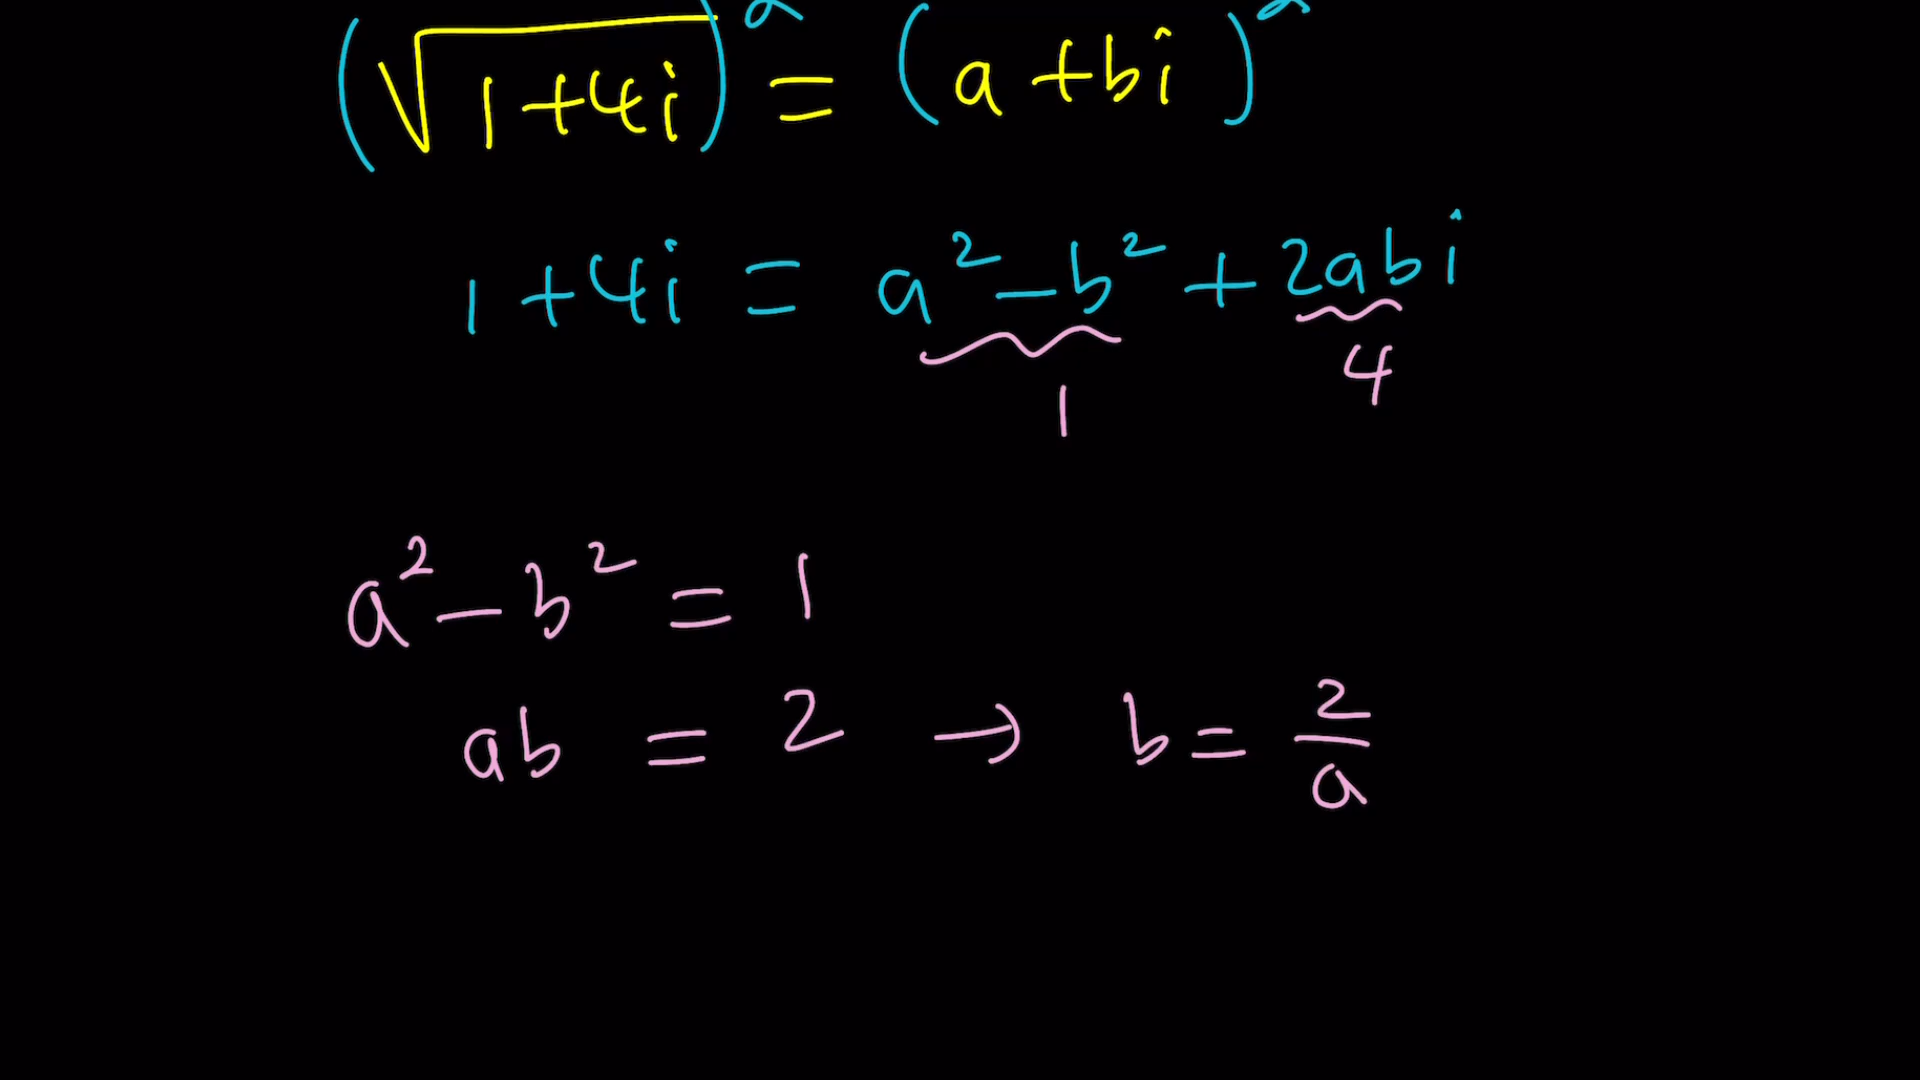 (√1+4i)² = (a+bi)²
1+4i = a²-b²+2abi
1 4
a²-b² = 1
ab = 2 → b = 2/a